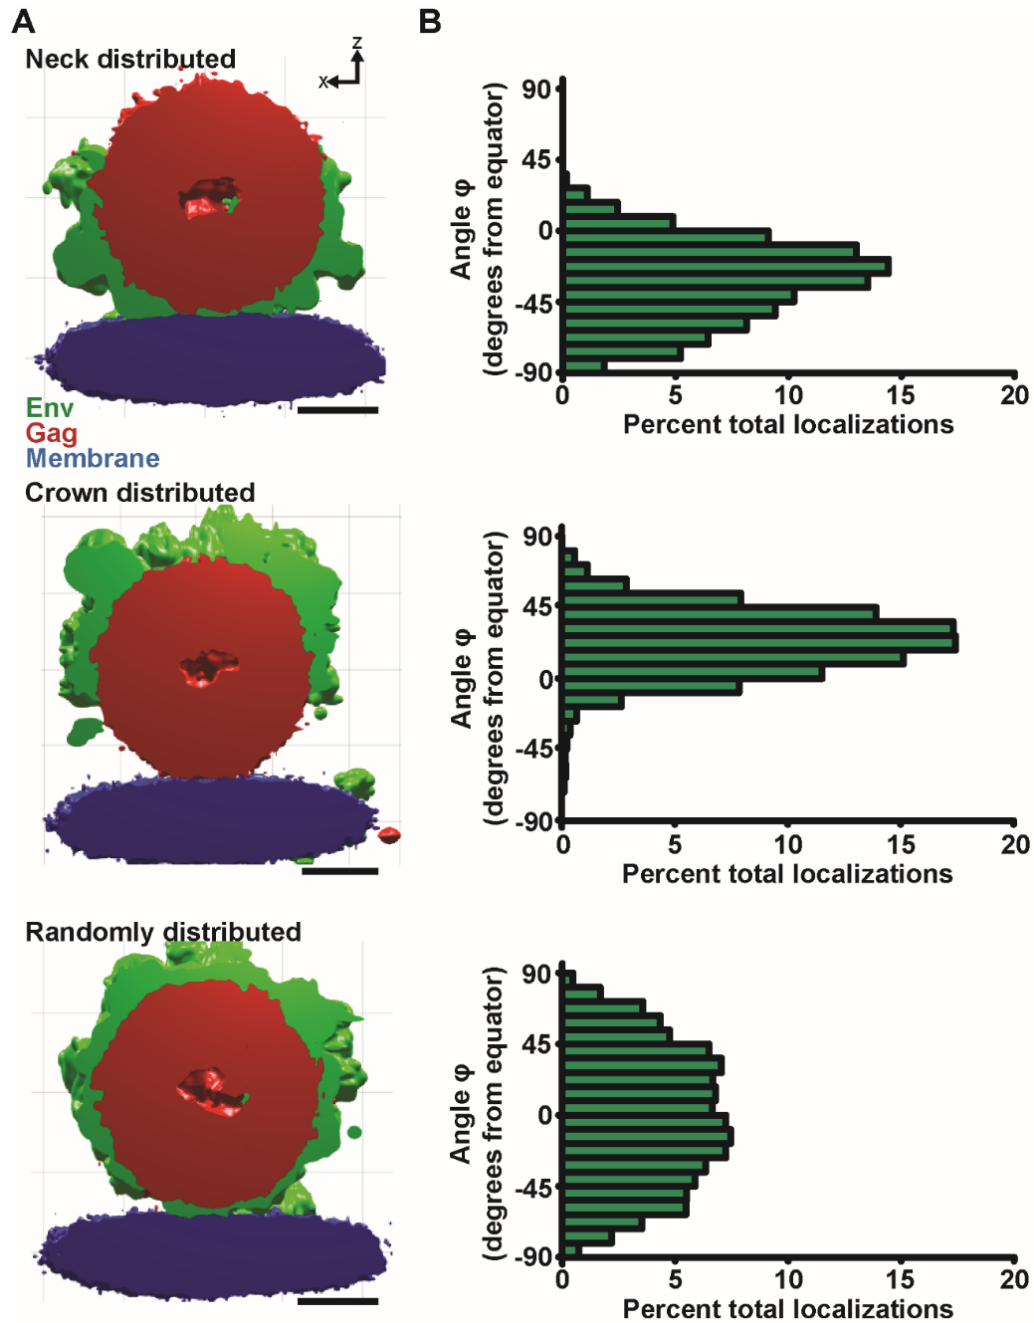 A
B
Neck distributed
z
x
Env
Gag
Membrane
90
45
0
-45
-90
Angle φ
(degrees from equator)
0 5 10 15 20
Percent total localizations
Crown distributed
90
45
0
-45
-90
Angle φ
(degrees from equator)
0 5 10 15 20
Percent total localizations
Randomly distributed
90
45
0
-45
-90
Angle φ
(degrees from equator)
0 5 10 15 20
Percent total localizations